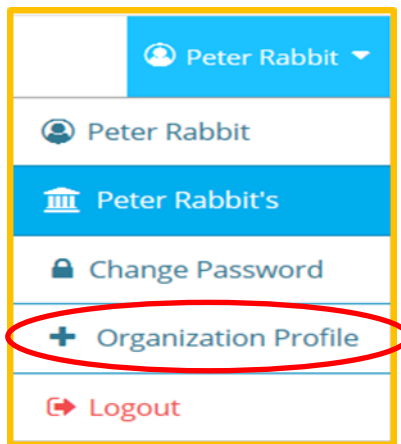 Peter Rabbit
Peter Rabbit
Peter Rabbit's
Change Password
Organization Profile
Logout